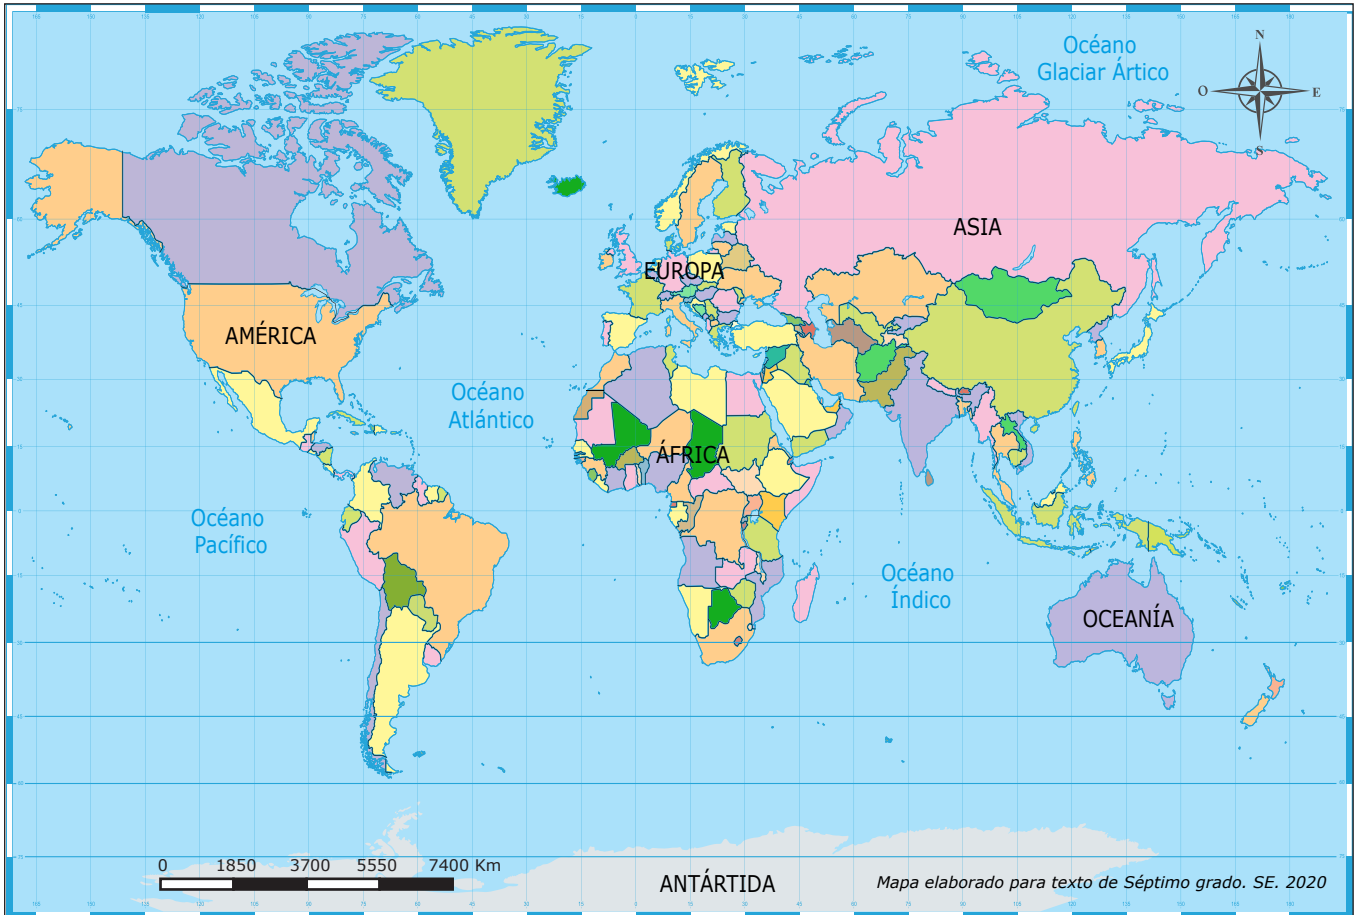 Océano
Glaciar Ártico
N
O
E
S
ASIA
EUROPA
AMÉRICA
Océano
Atlántico
ÁFRICA
Océano
Pacífico
Océano
Índico
OCEANÍA
0 1850 3700 5550 7400 Km
ANTÁRTIDA
Mapa elaborado para texto de Séptimo grado. SE. 2020